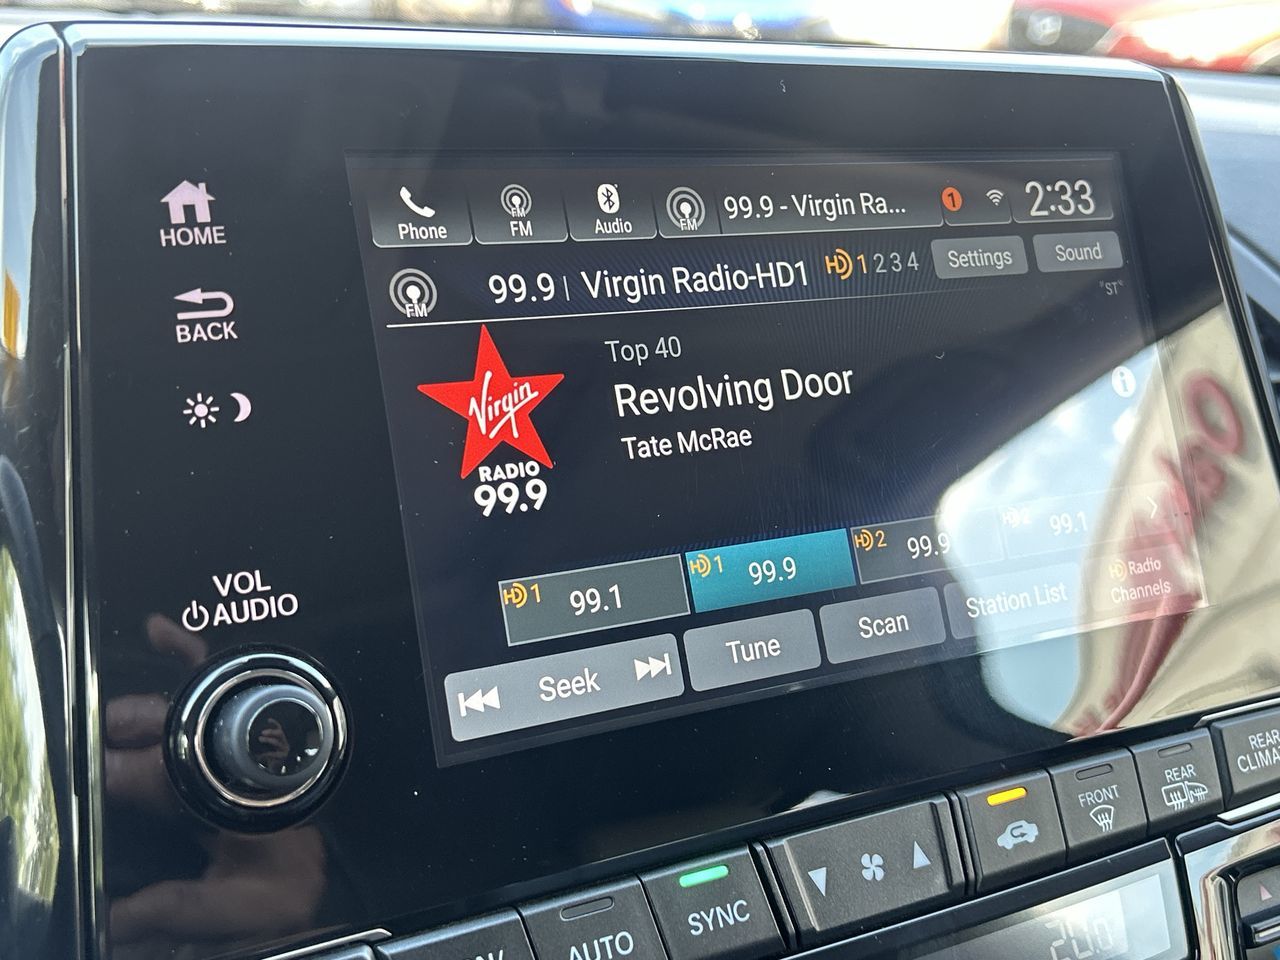 HOME
BACK
VOL
AUDIO
Phone
FM
FM
Audio
FM
99.9 - Virgin Ra...
1
2:33
FM
99.9 | Virgin Radio-HD1
HD 1 2 3 4
Settings
Sound
"ST"
Virgin
RADIO
99.9
Top 40
Revolving Door
Tate McRae
i
HD 1
99.1
HD 1
99.9
HD 2
99.9
HD 2
99.1
Seek
Tune
Scan
Station List
HD Radio
Channels
AUTO
SYNC
FRONT
REAR
REAR
CLIMA